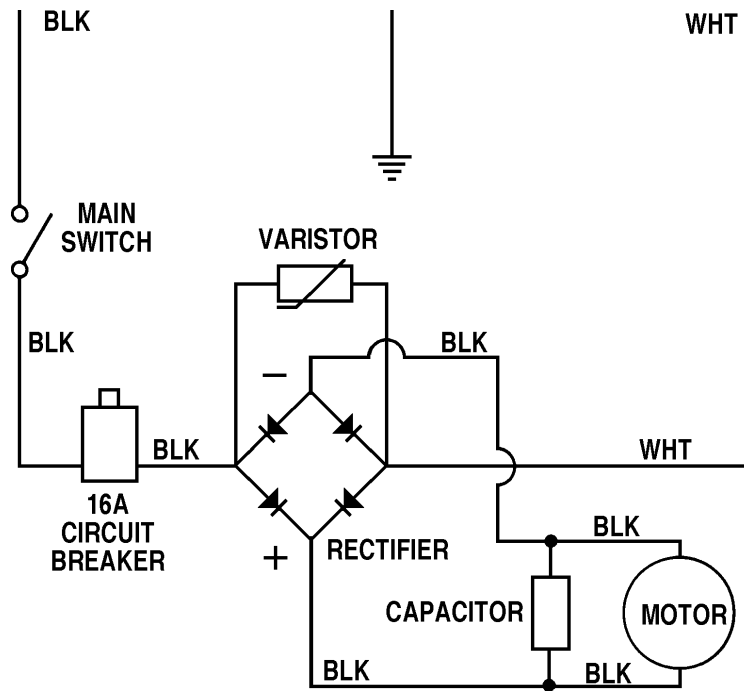 BLK
WHT
MAIN
SWITCH
VARISTOR
BLK
BLK
−
BLK
WHT
16A
CIRCUIT
BREAKER
+
RECTIFIER
BLK
CAPACITOR
MOTOR
BLK
BLK